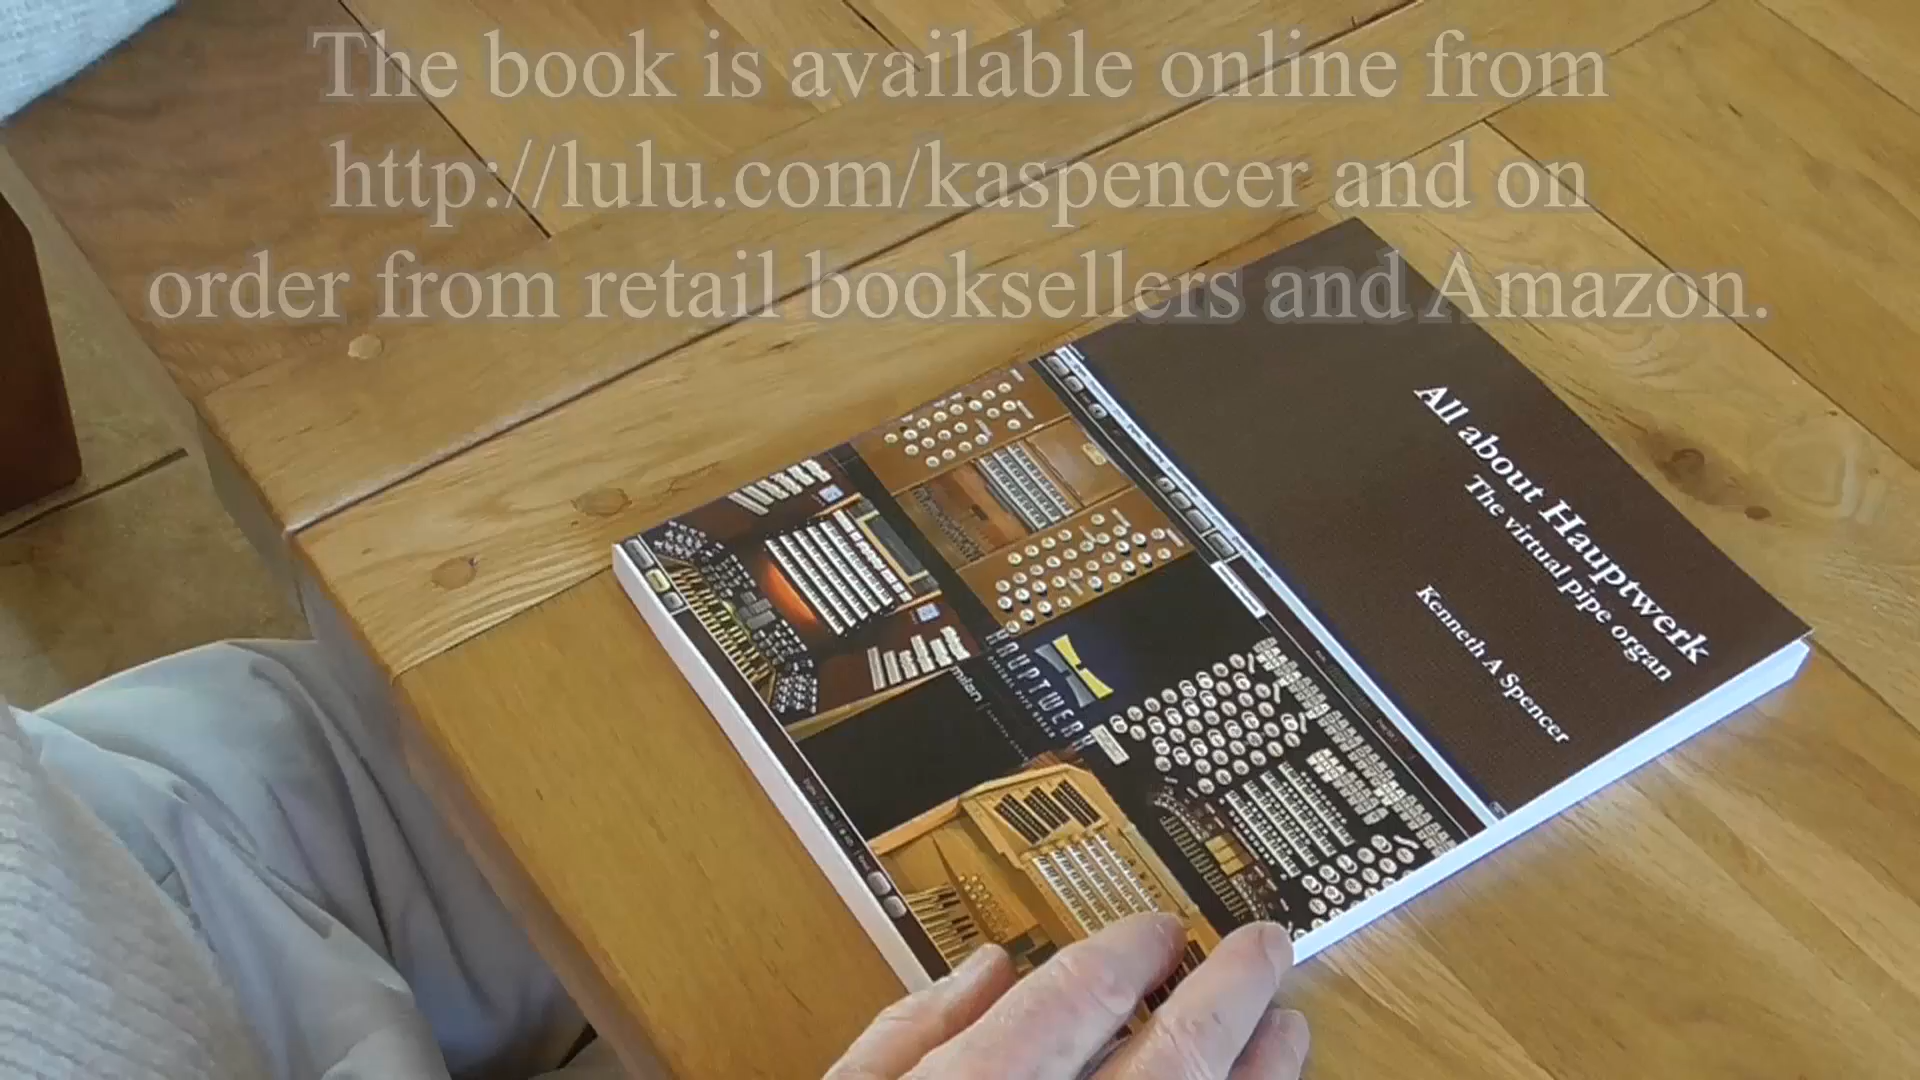 The book is available online from
http://lulu.com/kaspencer and on
order from retail booksellers and Amazon.
All about Hauptwerk
The virtual pipe organ
Kenneth A Spencer
HAUPTWERK
milan